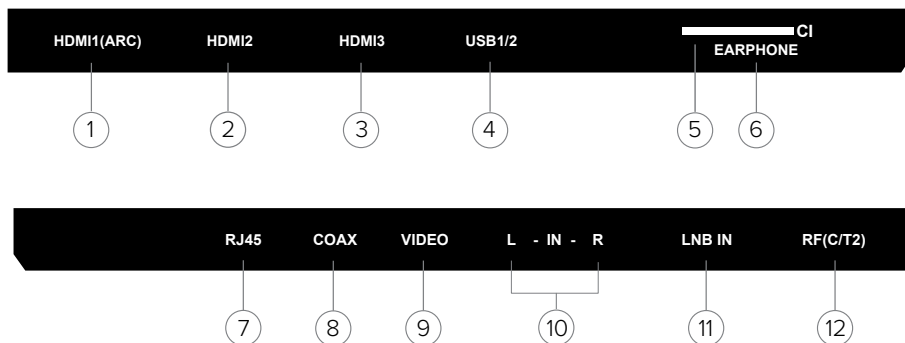 HDMI1(ARC) HDMI2 HDMI3 USB1/2 CI
EARPHONE
1 2 3 4 5 6
RJ45 COAX VIDEO L - IN - R LNB IN RF(C/T2)
7 8 9 10 11 12